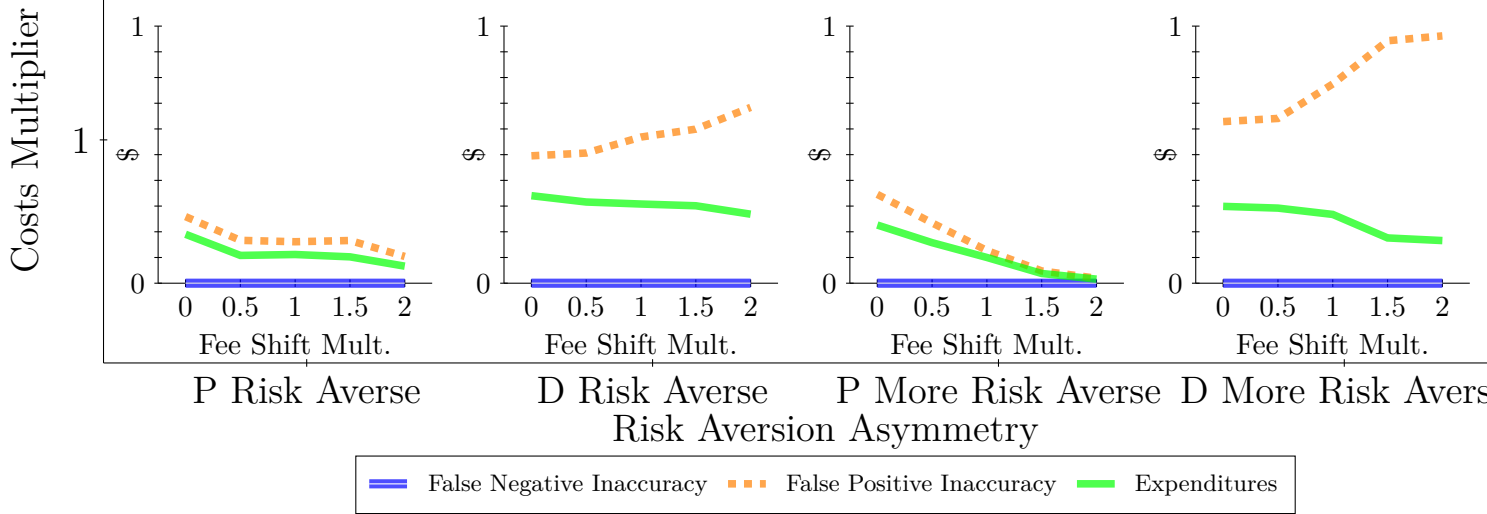 Costs Multiplier
1
1
$
0
0 0.5 1 1.5 2
Fee Shift Mult.
1
$
0
0 0.5 1 1.5 2
Fee Shift Mult.
1
$
0
0 0.5 1 1.5 2
Fee Shift Mult.
1
$
0
0 0.5 1 1.5 2
Fee Shift Mult.
P Risk Averse D Risk Averse P More Risk Averse D More Risk Avers
Risk Aversion Asymmetry
False Negative Inaccuracy False Positive Inaccuracy Expenditures